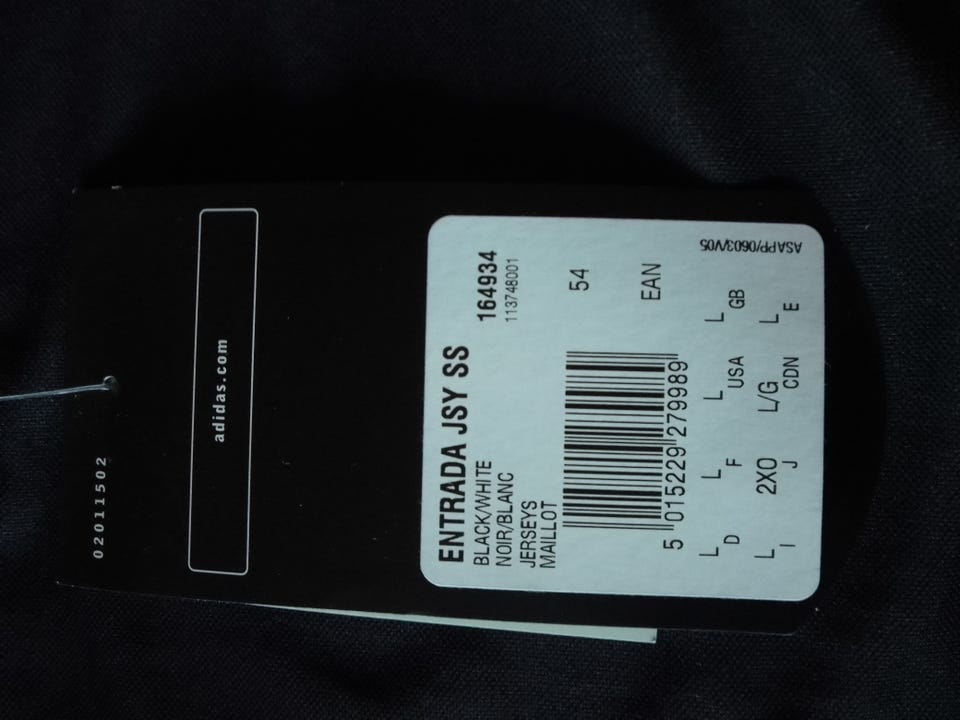 02011502
adidas.com
ENTRADA JSY SS
BLACK/WHITE 164934
NOIR/BLANC 113748001
JERSEYS
MAILLOT
54
5 015229 279989
EAN
L D L F L USA L GB
L I 2XO J L/G CDN L E
ASAPP/0603/V05